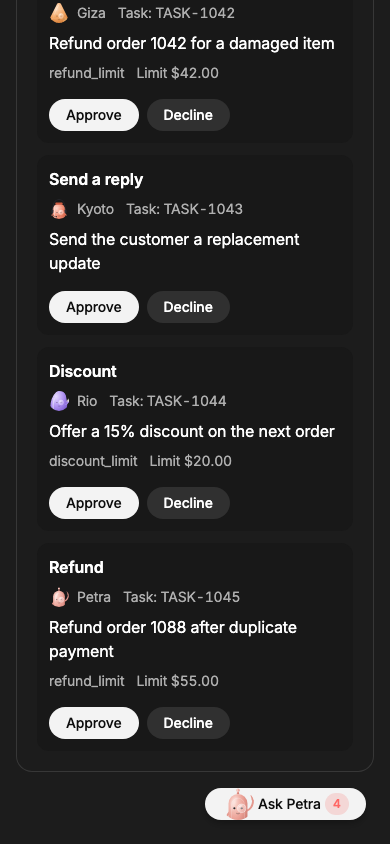 Giza Task: TASK-1042
Refund order 1042 for a damaged item
refund_limit Limit $42.00
Approve Decline
Send a reply
Kyoto Task: TASK-1043
Send the customer a replacement
update
Approve Decline
Discount
Rio Task: TASK-1044
Offer a 15% discount on the next order
discount_limit Limit $20.00
Approve Decline
Refund
Petra Task: TASK-1045
Refund order 1088 after duplicate
payment
refund_limit Limit $55.00
Approve Decline
Ask Petra 4